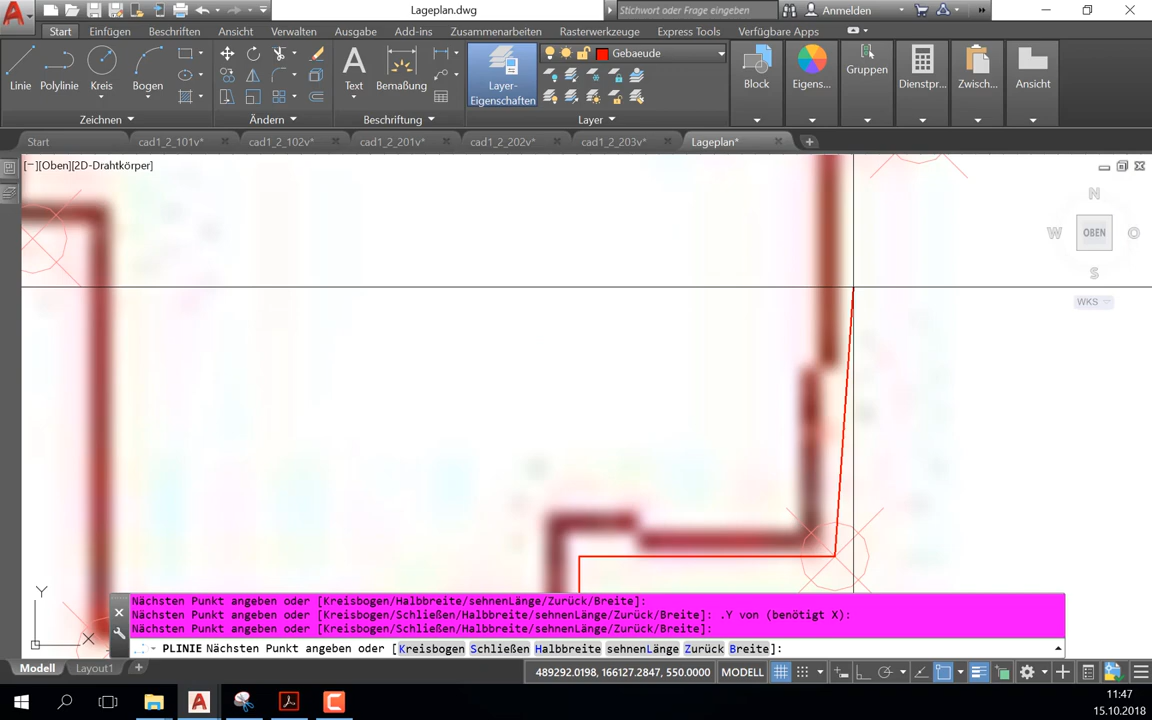 Lageplan.dwg
Stichwort oder Frage eingeben
Anmelden
Start Einfügen Beschriften Ansicht Verwalten Ausgabe Add-ins Zusammenarbeiten Rasterwerkzeuge Express Tools Verfügbare Apps
Gebaeude
Linie Polylinie Kreis Bogen
Text Bemaßung
Layer-
Eigenschaften
Block Eigens... Gruppen Dienstpr... Zwisch... Ansicht
Zeichnen Ändern Beschriftung Layer
Start cad1_2_101v* cad1_2_102v* cad1_2_201v* cad1_2_202v* cad1_2_203v* Lageplan*
[−][Oben][2D-Drahtkörper]
N
W OBEN O
S
WKS
Y
X
Nächsten Punkt angeben oder [Kreisbogen/Halbbreite/sehnenLänge/Zurück/Breite]:
Nächsten Punkt angeben oder [Kreisbogen/Schließen/Halbbreite/sehnenLänge/Zurück/Breite]: .Y von (benötigt X):
Nächsten Punkt angeben oder [Kreisbogen/Schließen/Halbbreite/sehnenLänge/Zurück/Breite]:
PLINIE Nächsten Punkt angeben oder [Kreisbogen Schließen Halbbreite sehnenLänge Zurück Breite]:
Modell Layout1 + 489292.0198, 166127.2847, 550.0000 MODELL
11:47
15.10.2018